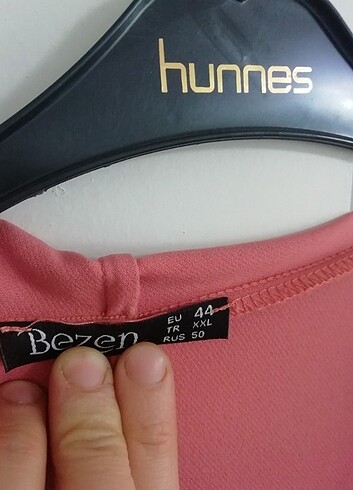 hunnes
Bezen
EU 44
TR XXL
RUS 50